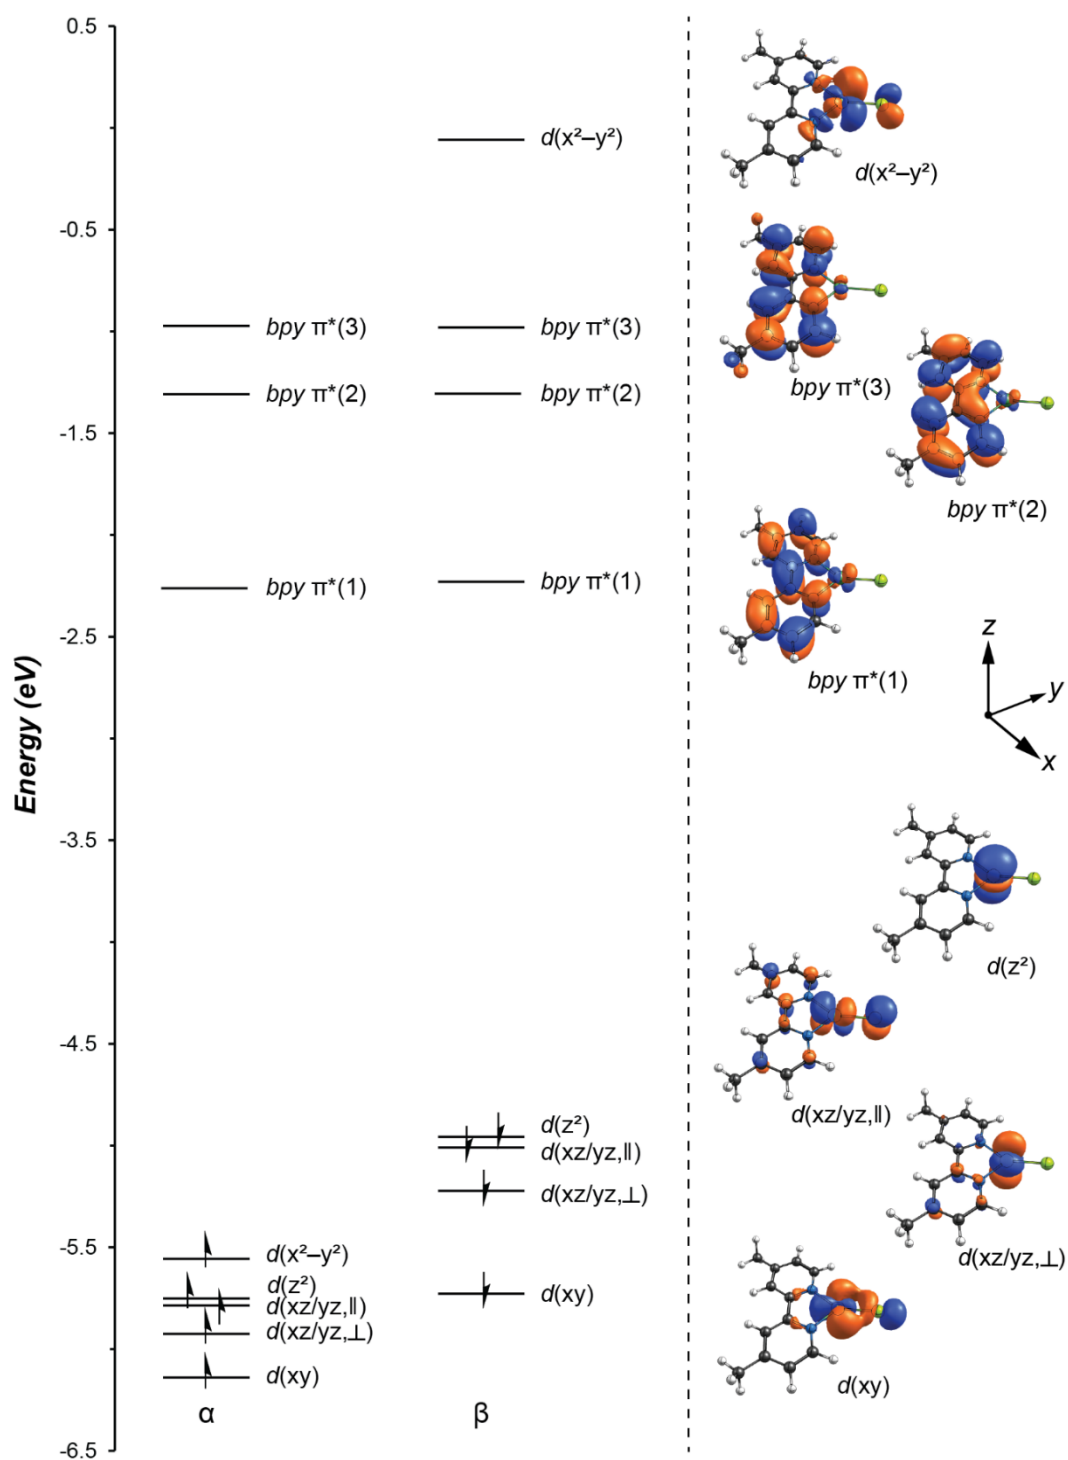 Energy (eV)
0.5
-0.5
-1.5
-2.5
-3.5
-4.5
-5.5
-6.5
bpy π*(3)
bpy π*(2)
bpy π*(1)
d(x²–y²)
d(z²)
d(xz/yz,ǁ)
d(xz/yz,⊥)
d(xy)
α
d(x²–y²)
bpy π*(3)
bpy π*(2)
bpy π*(1)
d(z²)
d(xz/yz,ǁ)
d(xz/yz,⊥)
d(xy)
β
d(x²–y²)
bpy π*(3)
bpy π*(2)
bpy π*(1)
z
y
x
d(z²)
d(xz/yz,ǁ)
d(xz/yz,⊥)
d(xy)